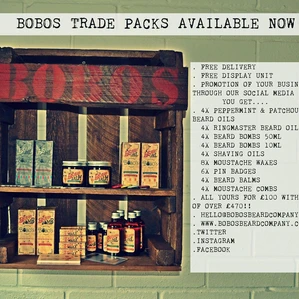 BOBOS TRADE PACKS AVAILABLE NOW
BOBOS
. FREE DELIVERY
. FREE DISPLAY UNIT
. PROMOTION OF YOUR BUSIN
THROUGH OUR SOCIAL MEDIA
YOU GET....
. 4X PEPPERMINT & PATCHOU
BEARD OILS
. 4X RINGMASTER BEARD OIL
4X BEARD BOMBS 50ML
4X BEARD BOMBS 10ML
4X SHAVING OILS
8X MOUSTACHE WAXES
6X PIN BADGES
4X BEARD BALMS
4X MOUSTACHE COMBS
. ALL YOURS FOR £100 WITH
OF OVER £470!!
. HELLO@BOBOSBEARDCOMPANY
. WWW.BOBOSBEARDCOMPANY.C
.TWITTER
.INSTAGRAM
.FACEBOOK